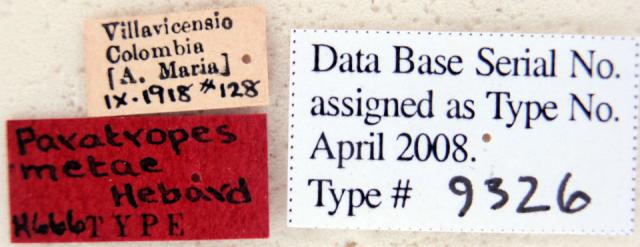 Villavicensio
Colombia
[A. Maria]
IX-1918 #128
Paratropes
metae
Hebard
H666 TYPE
Data Base Serial No.
assigned as Type No.
April 2008.
Type # 9326